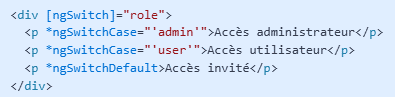 <div [ngSwitch]="role">
  <p *ngSwitchCase="'admin'">Accès administrateur</p>
  <p *ngSwitchCase="'user'">Accès utilisateur</p>
  <p *ngSwitchDefault>Accès invité</p>
</div>